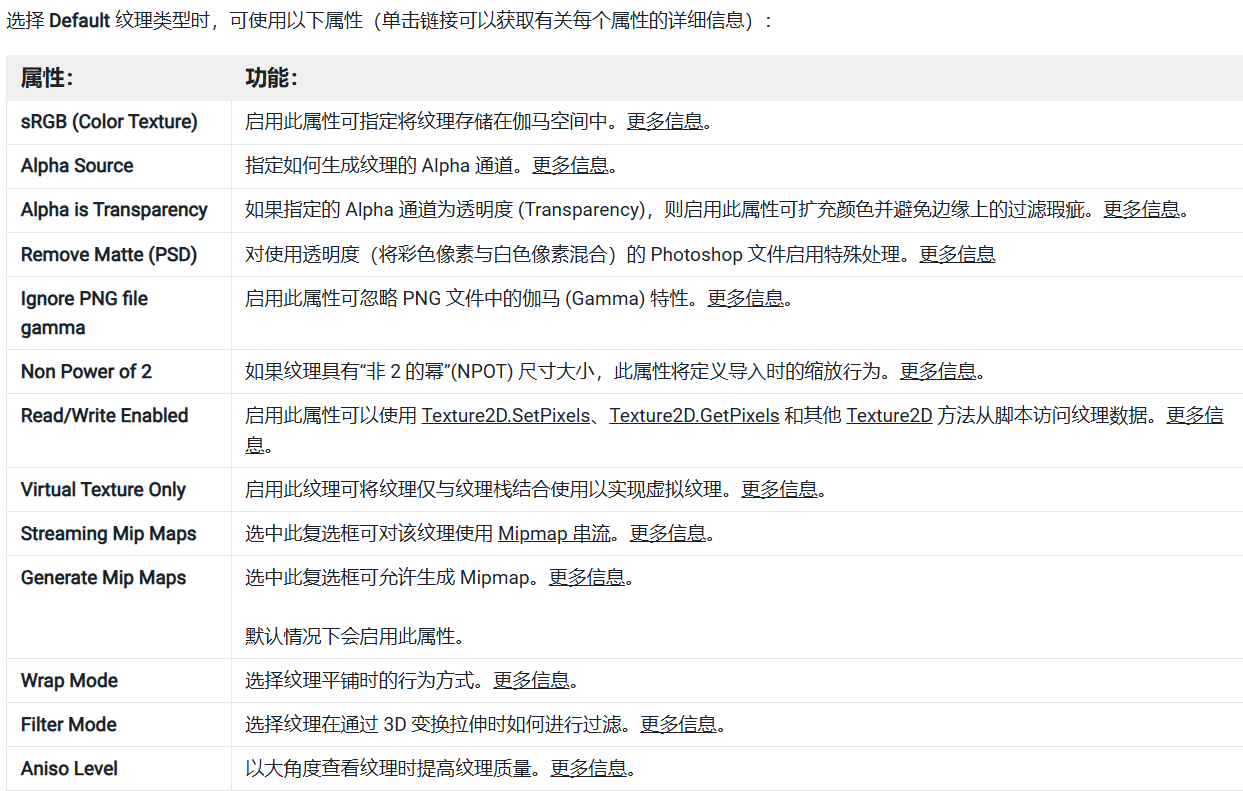 选择 Default 纹理类型时，可使用以下属性（单击链接可以获取有关每个属性的详细信息）：
属性： 功能：
sRGB (Color Texture) 启用此属性可指定将纹理存储在伽马空间中。更多信息。
Alpha Source 指定如何生成纹理的 Alpha 通道。更多信息。
Alpha is Transparency 如果指定的 Alpha 通道为透明度 (Transparency)，则启用此属性可扩充颜色并避免边缘上的过滤瑕疵。更多信息。
Remove Matte (PSD) 对使用透明度（将彩色像素与白色像素混合）的 Photoshop 文件启用特殊处理。更多信息
Ignore PNG file 启用此属性可忽略 PNG 文件中的伽马 (Gamma) 特性。更多信息。
gamma
Non Power of 2 如果纹理具有“非 2 的幂”(NPOT) 尺寸大小，此属性将定义导入时的缩放行为。更多信息。
Read/Write Enabled 启用此属性可以使用 Texture2D.SetPixels、Texture2D.GetPixels 和其他 Texture2D 方法从脚本访问纹理数据。更多信
息。
Virtual Texture Only 启用此纹理可将纹理仅与纹理栈结合使用以实现虚拟纹理。更多信息。
Streaming Mip Maps 选中此复选框可对该纹理使用 Mipmap 串流。更多信息。
Generate Mip Maps 选中此复选框可允许生成 Mipmap。更多信息。
默认情况下会启用此属性。
Wrap Mode 选择纹理平铺时的行为方式。更多信息。
Filter Mode 选择纹理在通过 3D 变换拉伸时如何进行过滤。更多信息。
Aniso Level 以大角度查看纹理时提高纹理质量。更多信息。